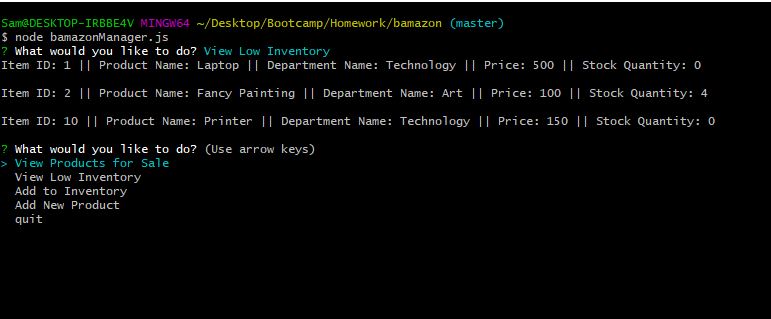 Sam@DESKTOP-IRBBE4V MINGW64 ~/Desktop/Bootcamp/Homework/bamazon (master)
$ node bamazonManager.js
? What would you like to do? View Low Inventory
Item ID: 1 || Product Name: Laptop || Department Name: Technology || Price: 500 || Stock Quantity: 0
Item ID: 2 || Product Name: Fancy Painting || Department Name: Art || Price: 100 || Stock Quantity: 4
Item ID: 10 || Product Name: Printer || Department Name: Technology || Price: 150 || Stock Quantity: 0
? What would you like to do? (Use arrow keys)
> View Products for Sale
View Low Inventory
Add to Inventory
Add New Product
quit